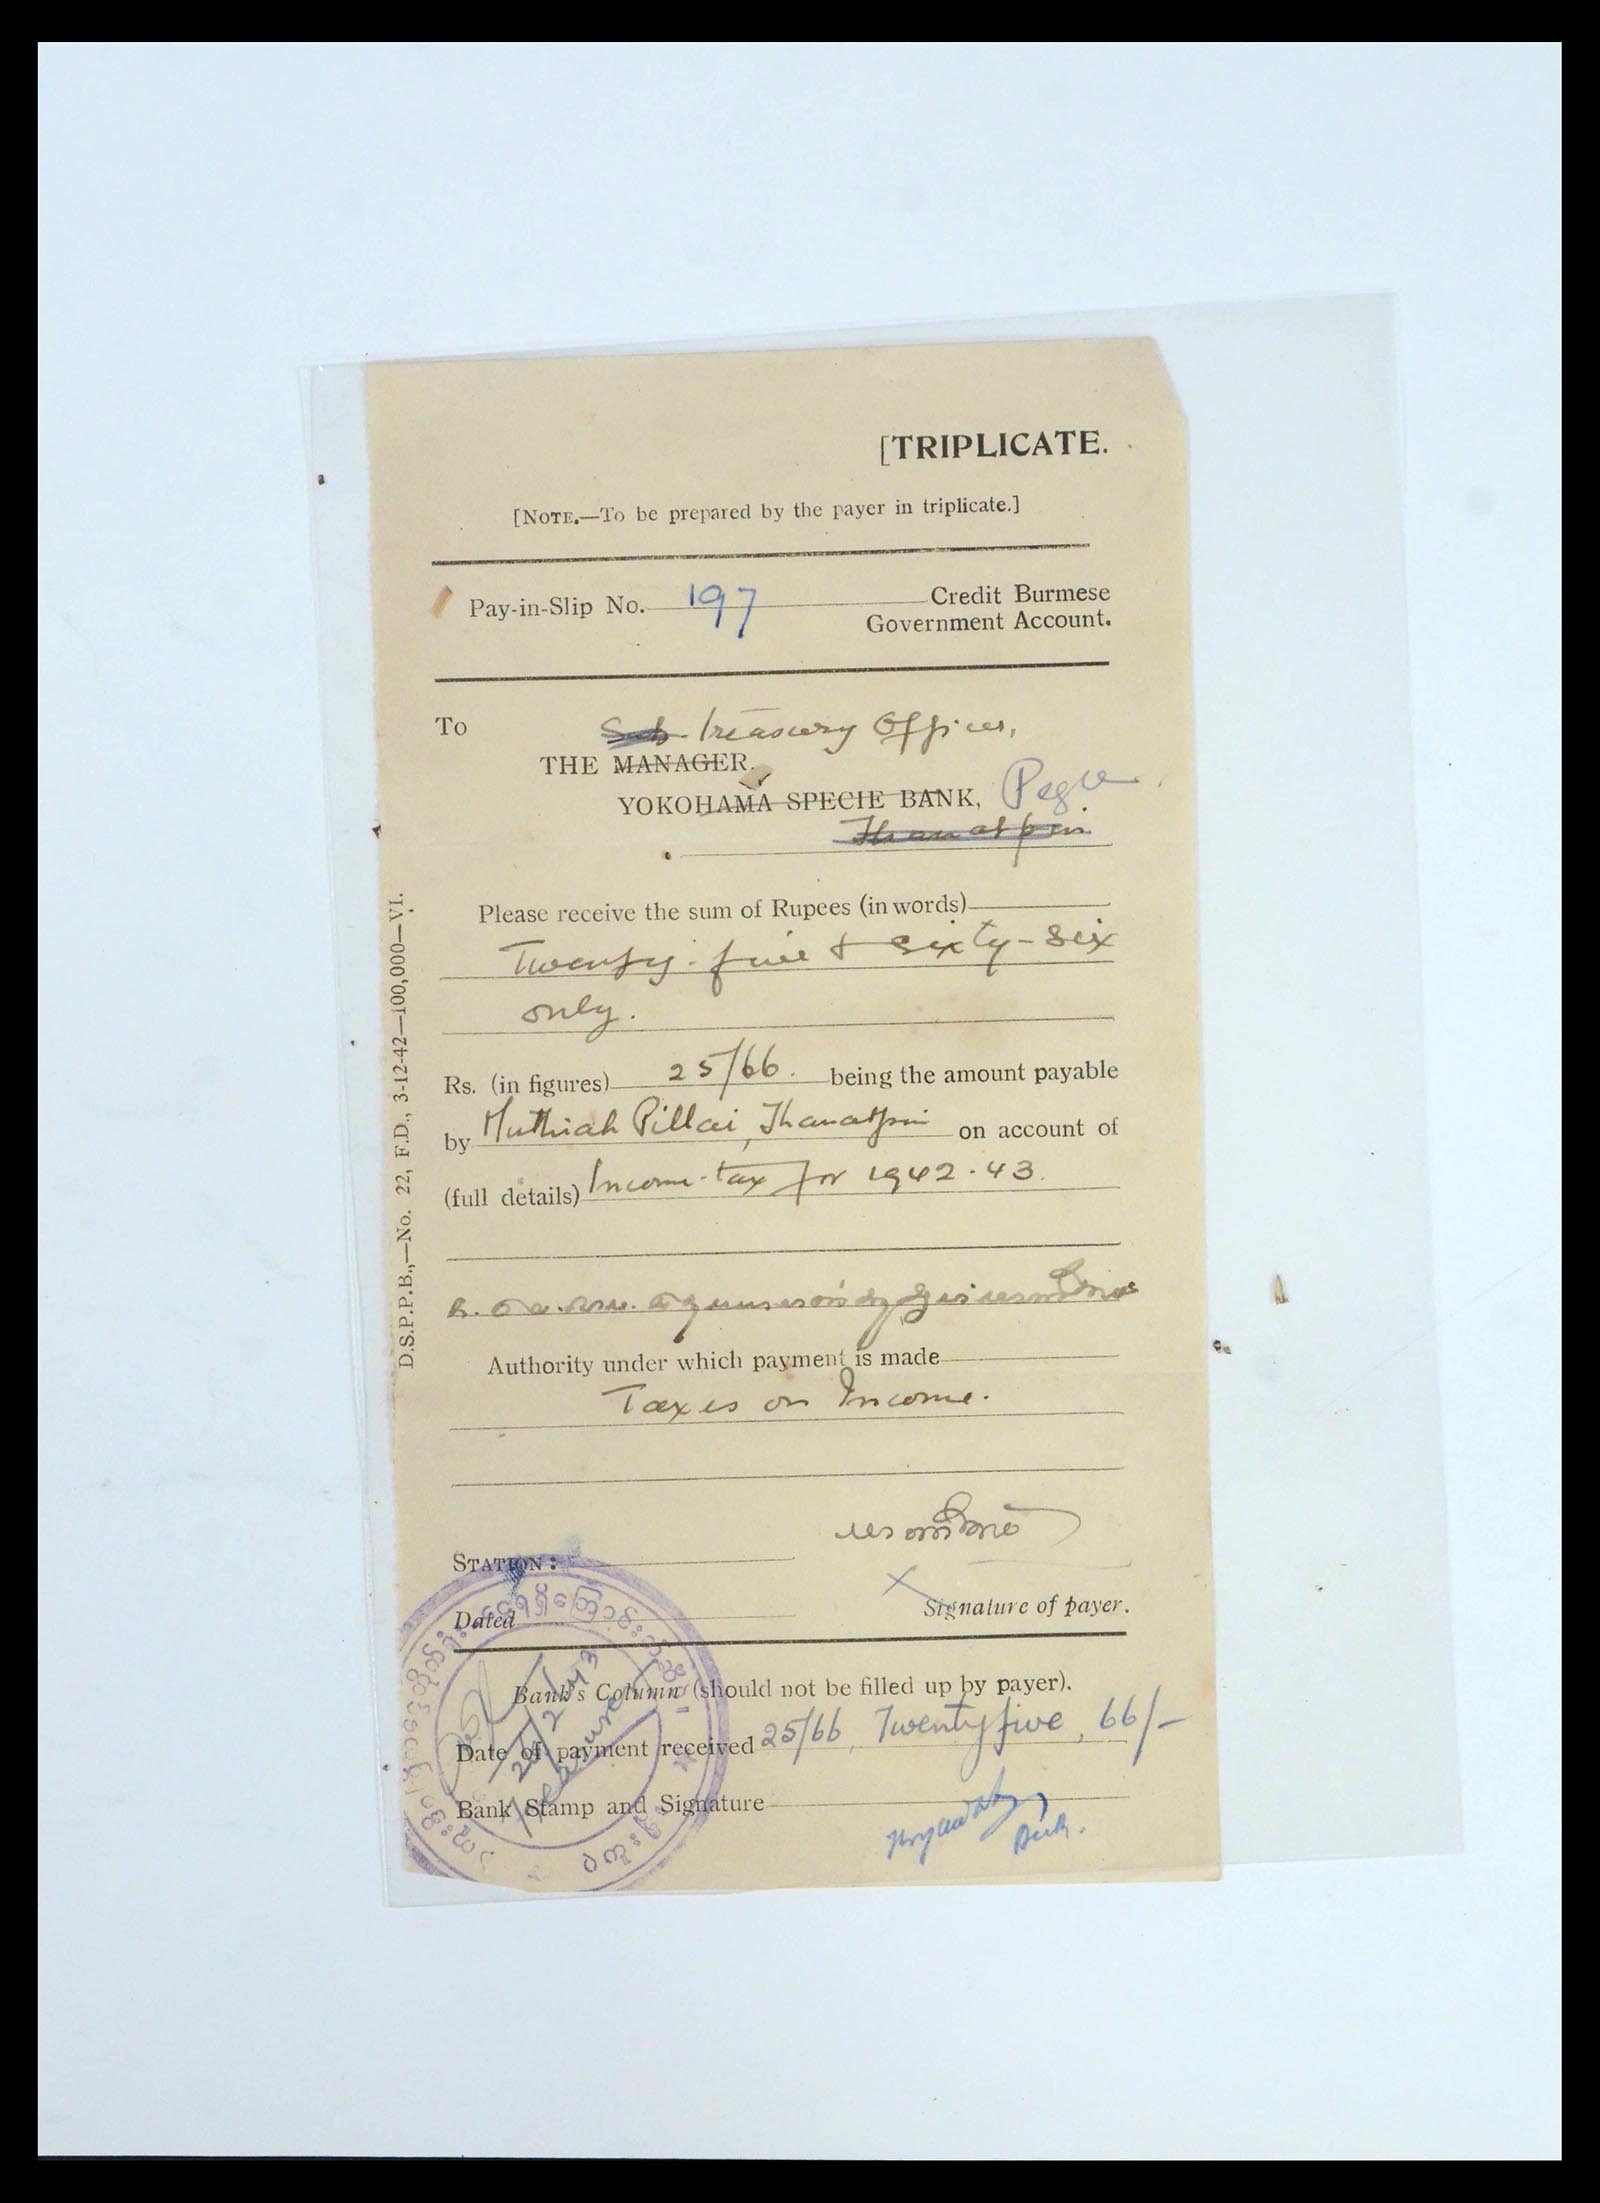 [TRIPLICATE.
[NOTE.—To be prepared by the payer in triplicate.]
Pay-in-Slip No. 197 Credit Burmese
Government Account.
To
Sub Treasury Officer,
THE MANAGER.
YOKOHAMA SPECIE BANK, Pegu
Thanatpin
Please receive the sum of Rupees (in words)
Twenty-five & sixty-six
only.
Rs. (in figures) 25/66. being the amount payable
by Muthiah Pillai, Thanatpin on account of
(full details) Income-tax for 1942-43.
Authority under which payment is made
Taxes on Income.
STATION:
Dated
Signature of payer.
Bank's Column (should not be filled up by payer).
Date of payment received 25/66, Twenty five, 66/-
Bank Stamp and Signature
D.S.P.P.B.,—No. 22, F.D., 3-12-42—100,000—VI.